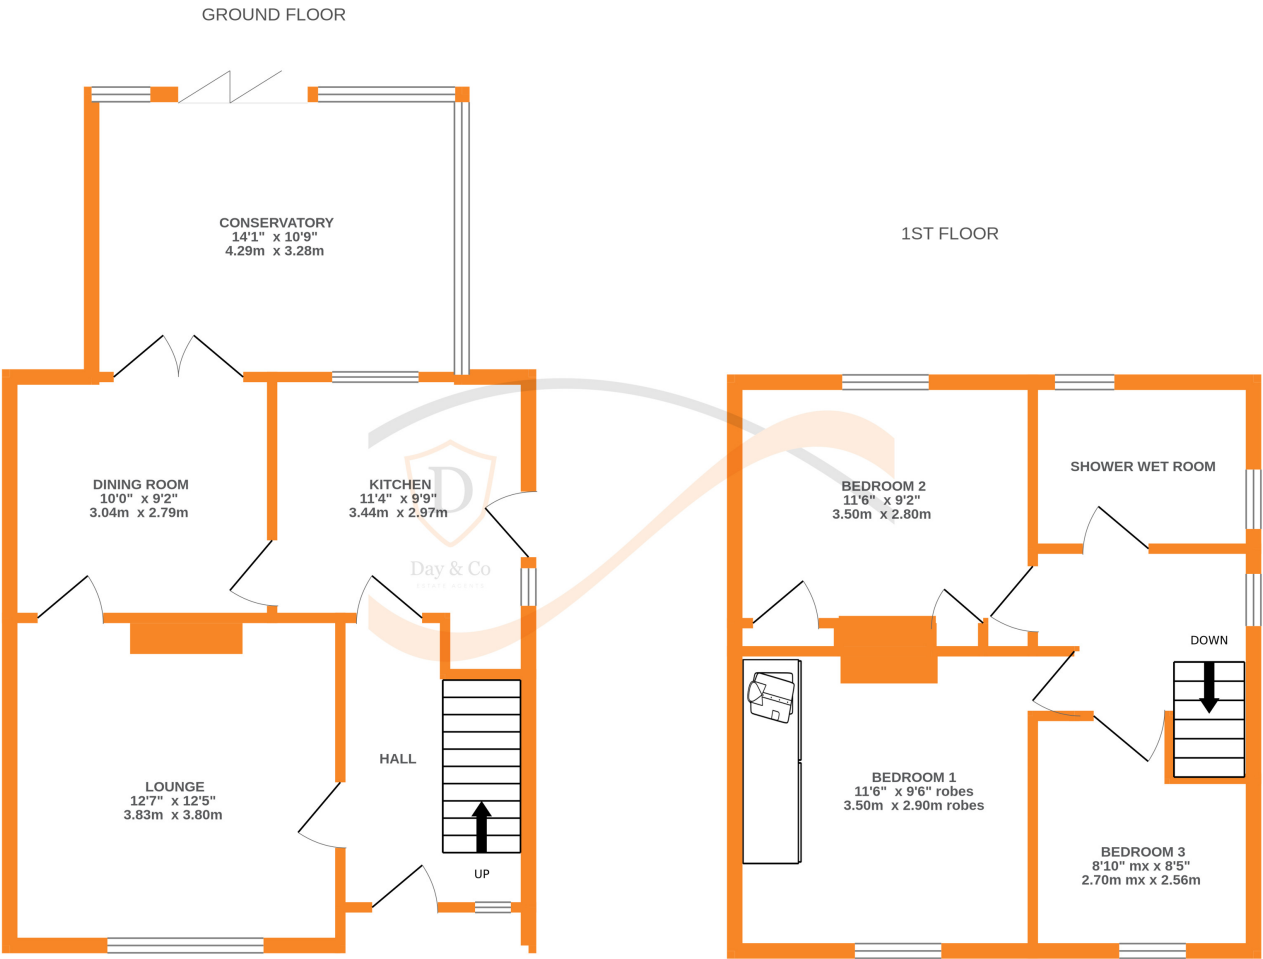 GROUND FLOOR
CONSERVATORY
14'1" x 10'9"
4.29m x 3.28m
DINING ROOM
10'0" x 9'2"
3.04m x 2.79m
KITCHEN
11'4" x 9'9"
3.44m x 2.97m
D
Day & Co
ESTATE AGENTS
LOUNGE
12'7" x 12'5"
3.83m x 3.80m
HALL
UP
1ST FLOOR
BEDROOM 2
11'6" x 9'2"
3.50m x 2.80m
SHOWER WET ROOM
DOWN
BEDROOM 1
11'6" x 9'6" robes
3.50m x 2.90m robes
BEDROOM 3
8'10" mx x 8'5"
2.70m mx x 2.56m